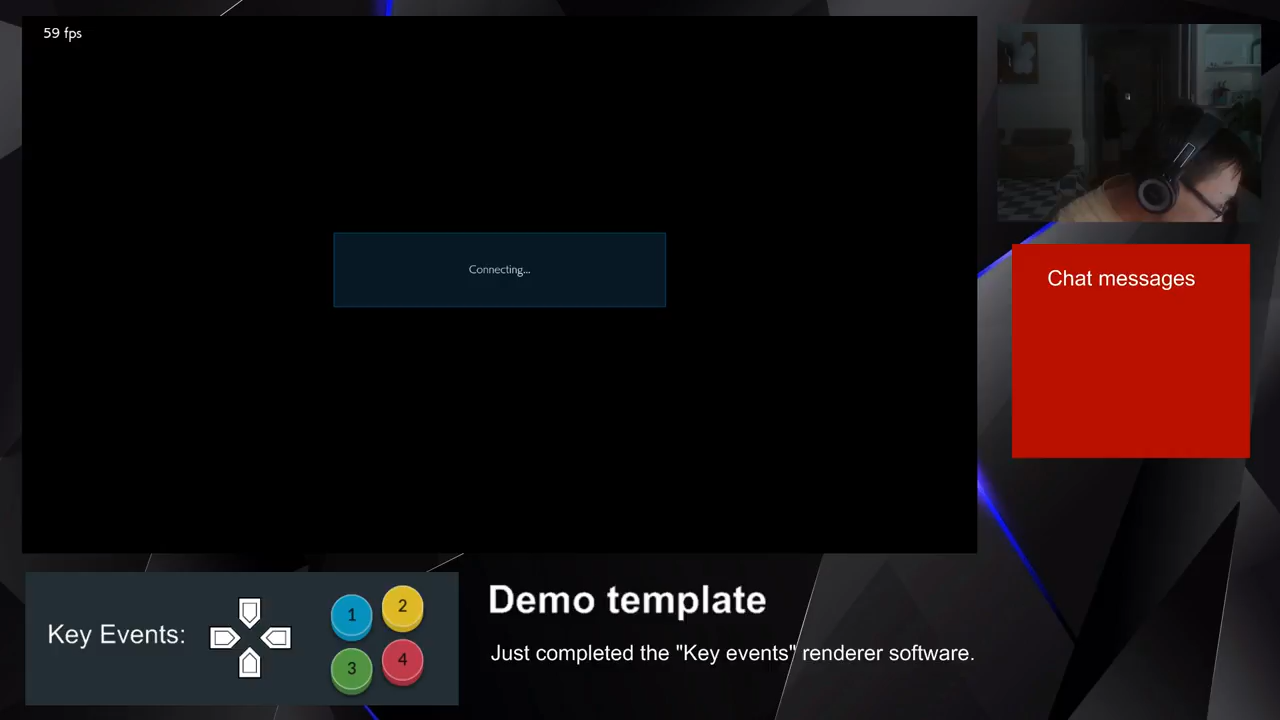 59 fps
Connecting...
Chat messages
Key Events:
1
2
3
4
Demo template
Just completed the "Key events" renderer software.